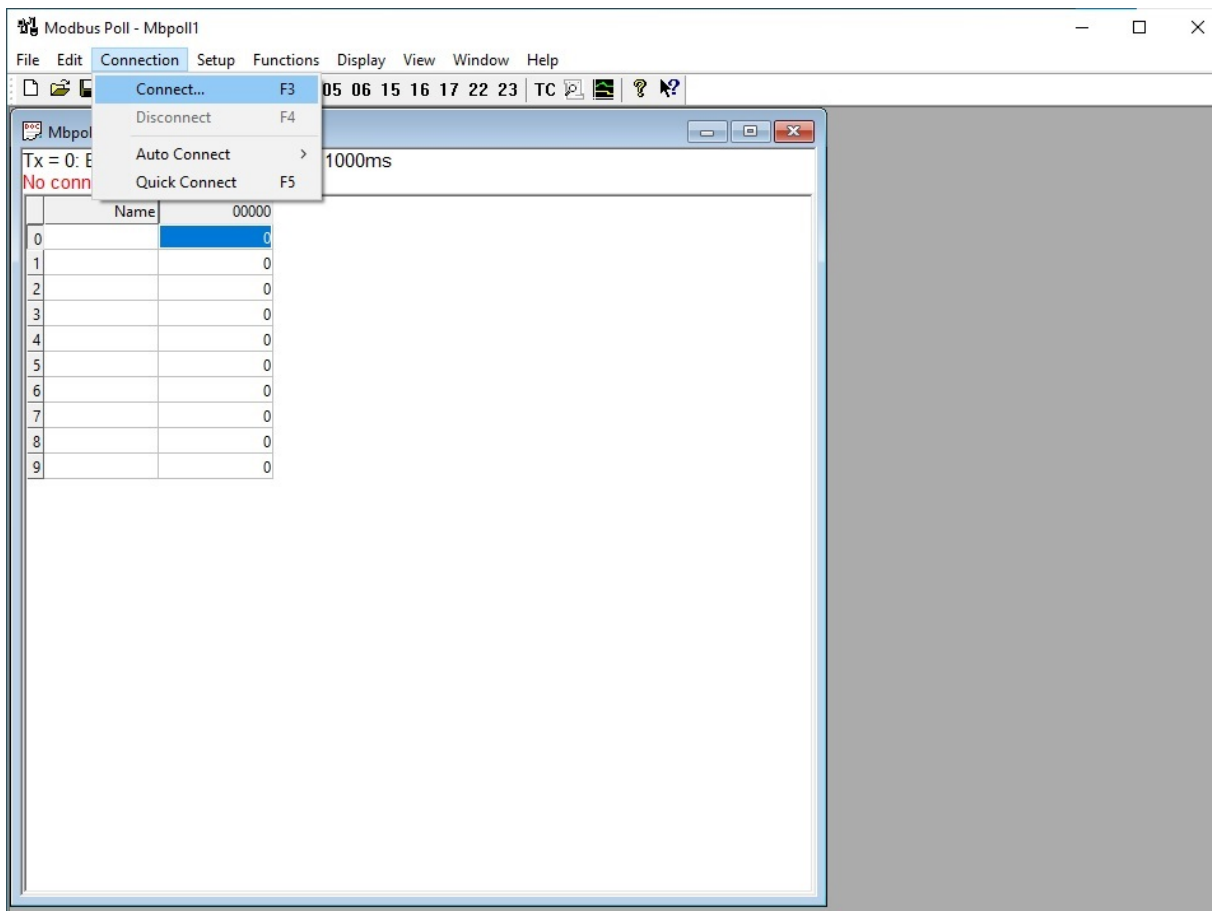 Modbus Poll - Mbpoll1
File Edit Connection Setup Functions Display View Window Help
05 06 15 16 17 22 23 TC
Connect... F3
Disconnect F4
Auto Connect >
Quick Connect F5
Tx = 0: 1000ms
No conn
Name 00000
0 0
1 0
2 0
3 0
4 0
5 0
6 0
7 0
8 0
9 0